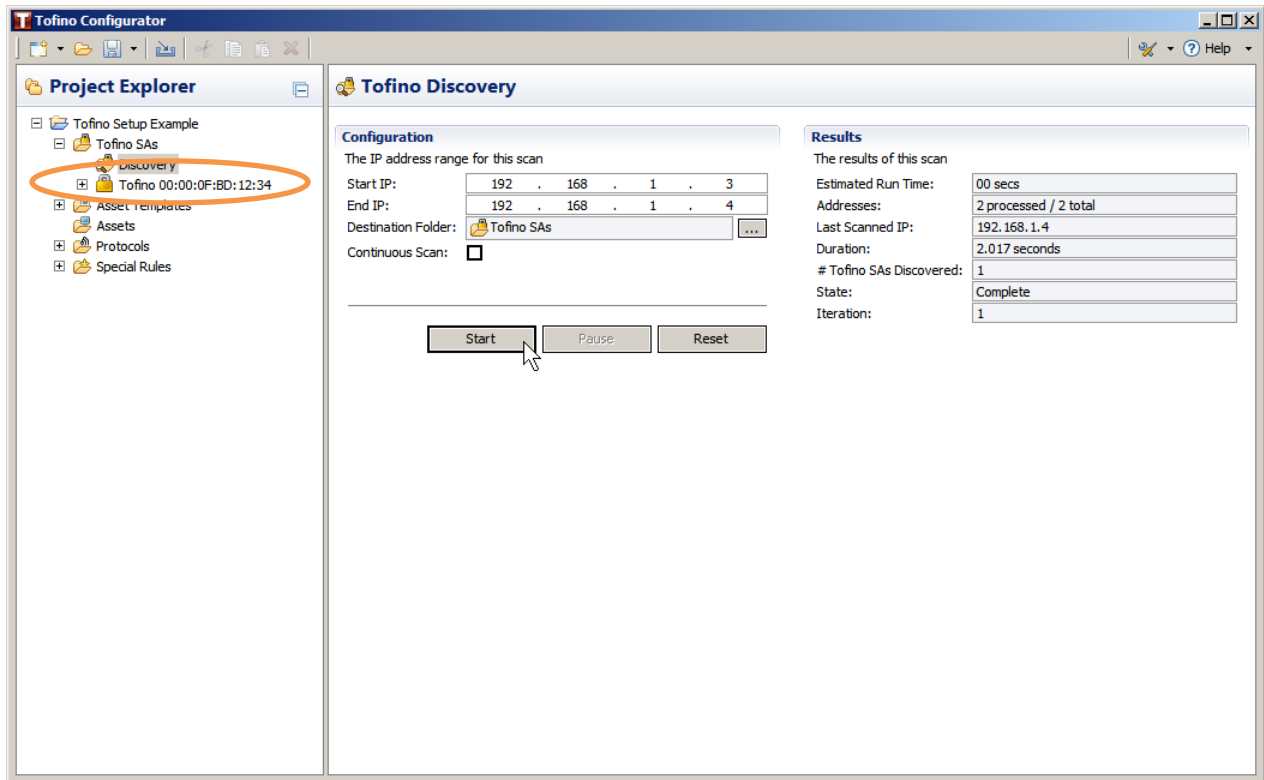 Tofino Configurator
Help
Project Explorer
Tofino Setup Example
Tofino SAs
Discovery
Tofino 00:00:0F:BD:12:34
Asset Templates
Assets
Protocols
Special Rules
Tofino Discovery
Configuration
The IP address range for this scan
Start IP: 192 . 168 . 1 . 3
End IP: 192 . 168 . 1 . 4
Destination Folder: Tofino SAs ...
Continuous Scan:
Start Pause Reset
Results
The results of this scan
Estimated Run Time: 00 secs
Addresses: 2 processed / 2 total
Last Scanned IP: 192.168.1.4
Duration: 2.017 seconds
# Tofino SAs Discovered: 1
State: Complete
Iteration: 1